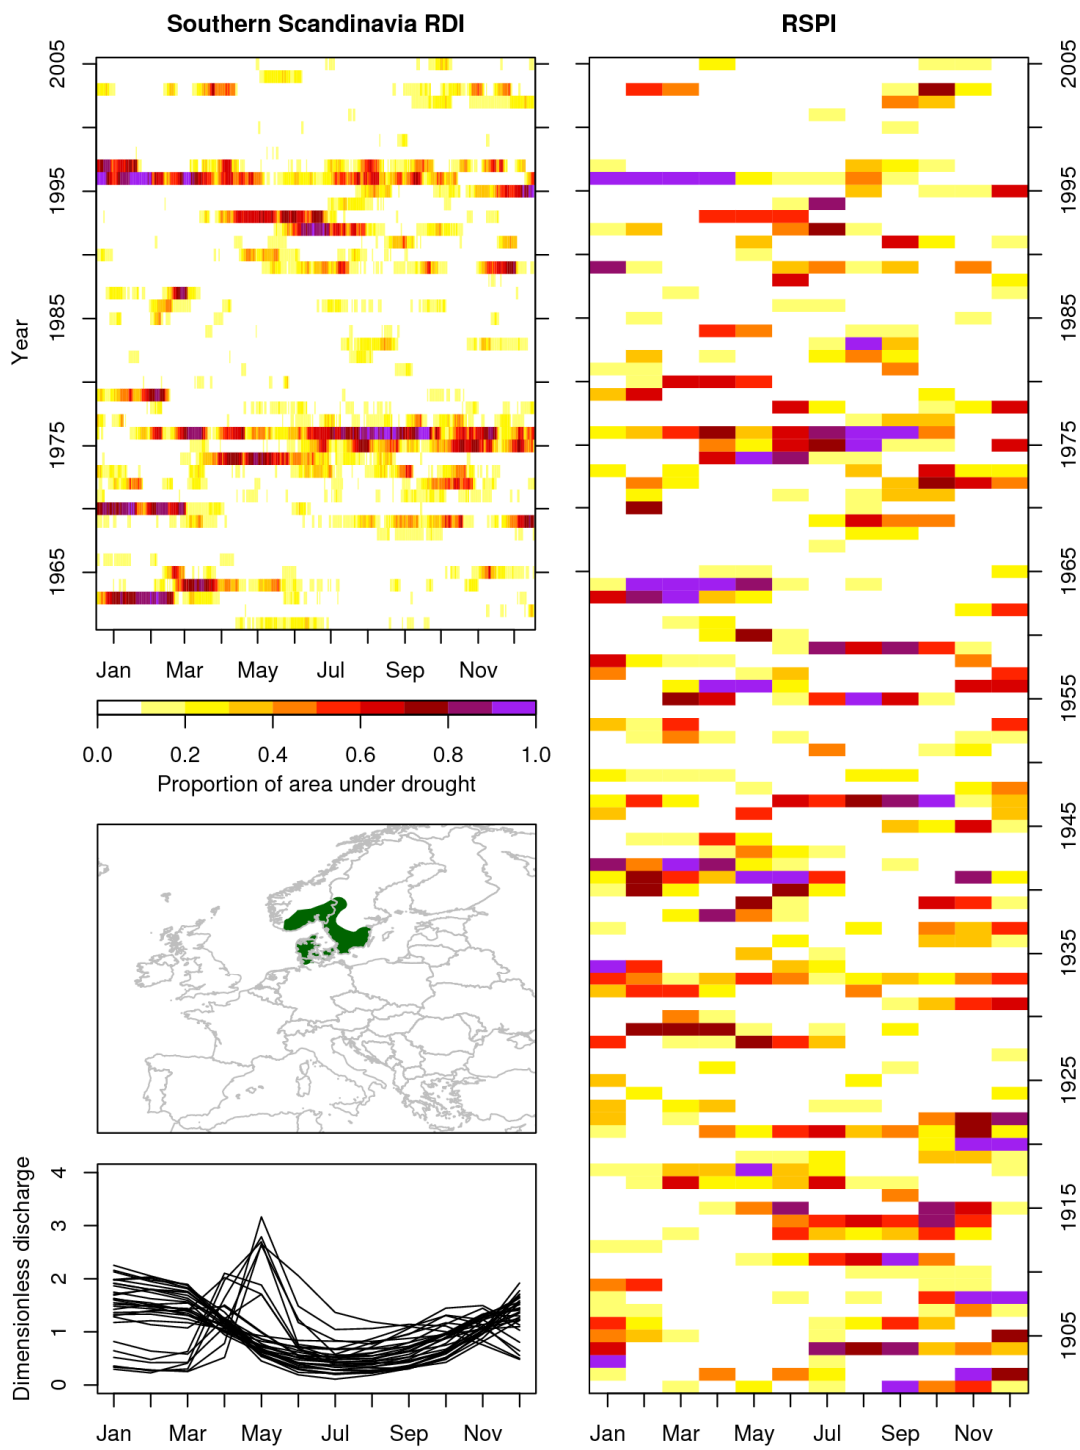 Southern Scandinavia RDI
Year
2005
1995
1985
1975
1965
Jan Mar May Jul Sep Nov
0.0 0.2 0.4 0.6 0.8 1.0
Proportion of area under drought
Dimensionless discharge
4
3
2
1
0
Jan Mar May Jul Sep Nov
RSPI
2005
1995
1985
1975
1965
1955
1945
1935
1925
1915
1905
Jan Mar May Jul Sep Nov